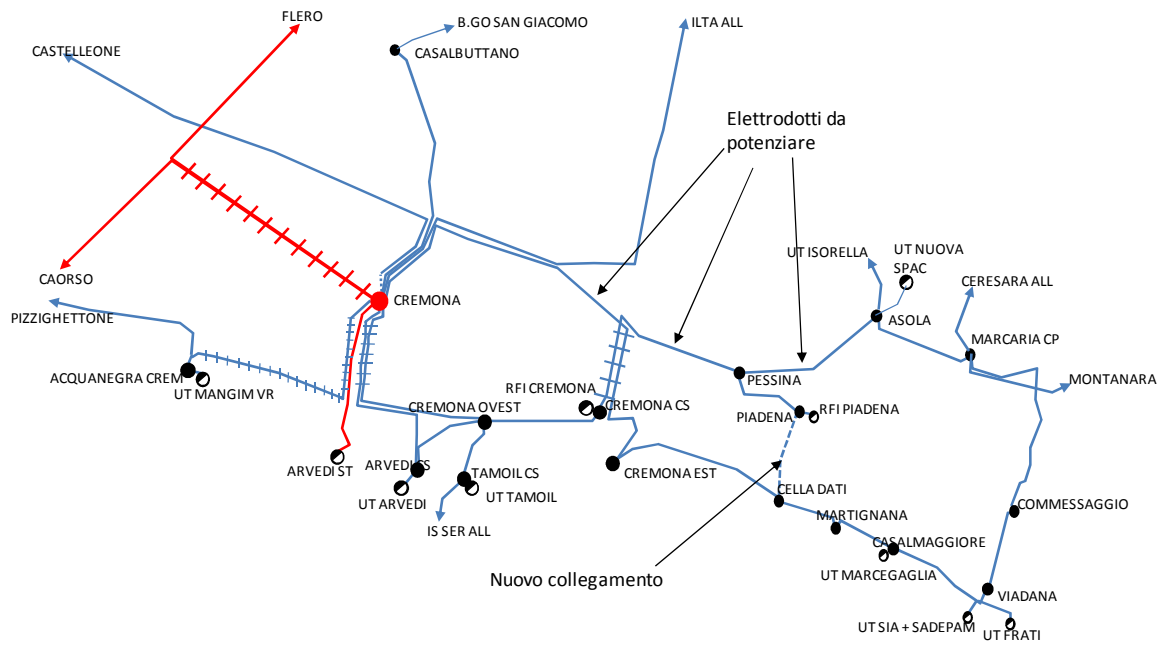 FLERO
B.GO SAN GIACOMO
ILTA ALL
CASTELLEONE
CASALBUTTANO
Elettrodotti da
potenziare
UT ISORELLA
UT NUOVA
SPAC
CAORSO
CERESARA ALL
CREMONA
PIZZIGHETTONE
ASOLA
MARCARIA CP
ACQUANEGRA CREM
UT MANGIM VR
PESSINA
MONTANARA
RFI CREMONA
CREMONA OVEST
CREMONA CS
PIADENA
RFI PIADENA
ARVEDI ST
ARVEDI CS
TAMOIL CS
CREMONA EST
UT ARVEDI
UT TAMOIL
CELLA DATI
COMMESSAGGIO
MARTIGNANA
IS SER ALL
CASALMAGGIORE
UT MARCEGAGLIA
Nuovo collegamento
VIADANA
UT SIA + SADEPAM
UT FRATI